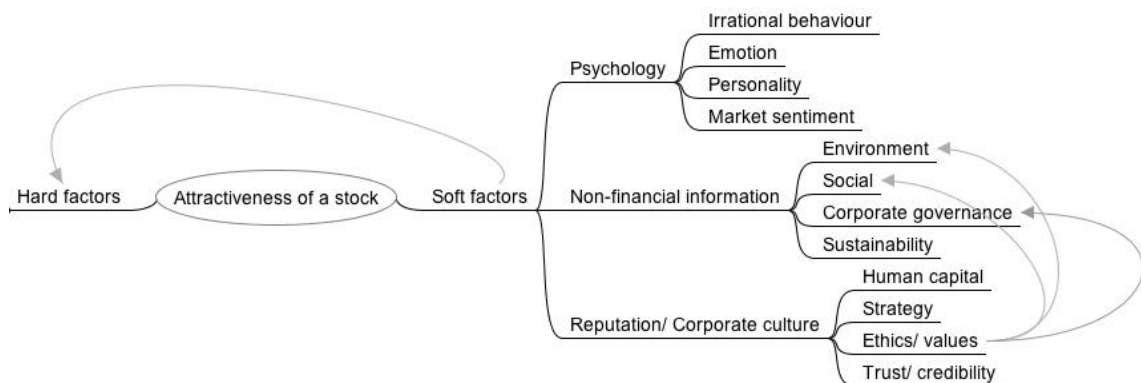 Irrational behaviour
Emotion
Psychology
Personality
Market sentiment
Environment
Hard factors
Attractiveness of a stock
Soft factors
Non-financial information
Social
Corporate governance
Sustainability
Human capital
Reputation/ Corporate culture
Strategy
Ethics/ values
Trust/ credibility